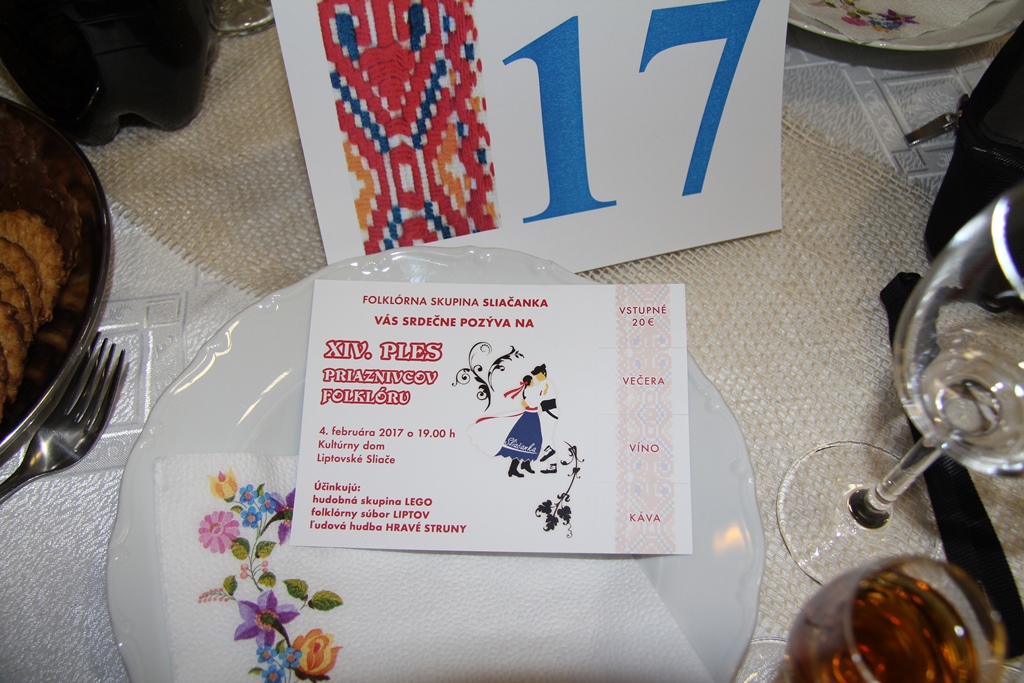 17
FOLKLÓRNA SKUPINA SLIAČANKA
VÁS SRDEČNE POZÝVA NA
XIV. PLES
PRIAZNIVCOV
FOLKLÓRU
4. februára 2017 o 19.00 h
Kultúrny dom
Liptovské Sliače
Účinkujú:
hudobná skupina LEGO
folklórny súbor LIPTOV
ľudová hudba HRAVÉ STRUNY
Sliačanka
VSTUPNÉ
20 €
VEČERA
VÍNO
KÁVA